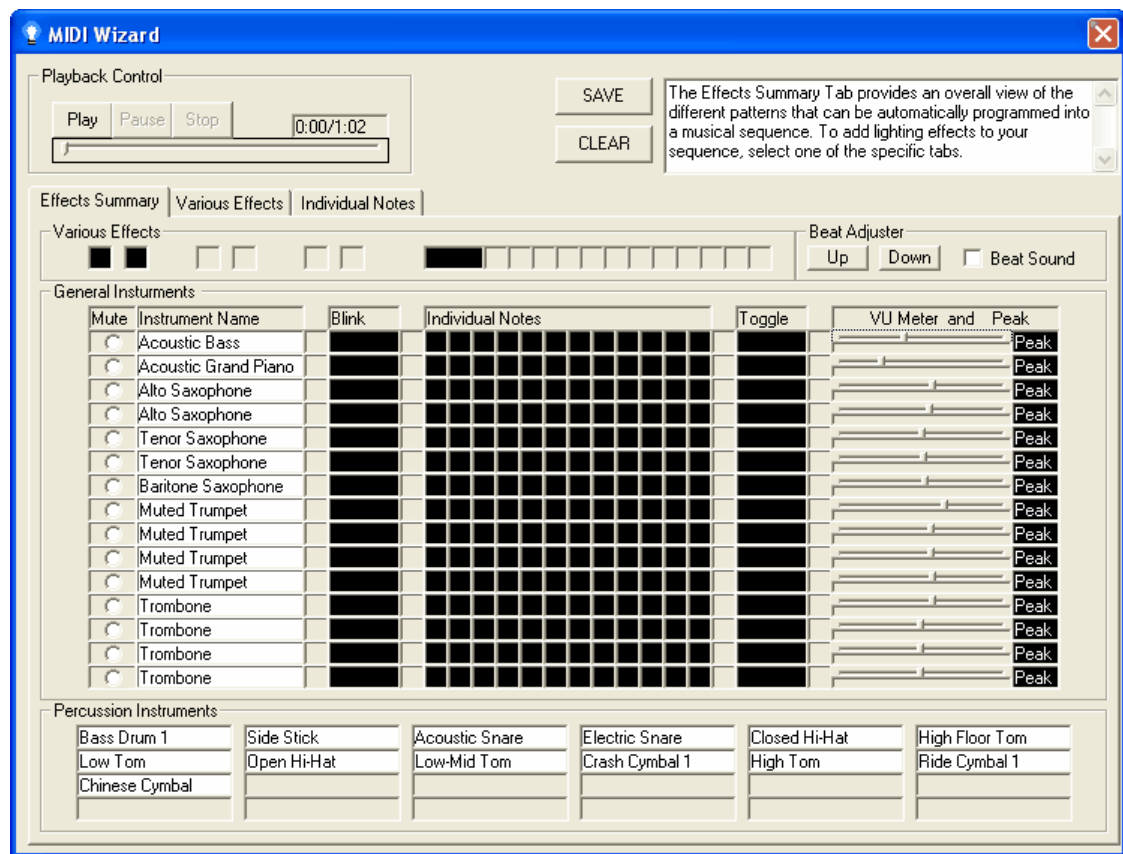 MIDI Wizard
Playback Control
Play Pause Stop 0:00/1:02
SAVE
CLEAR
The Effects Summary Tab provides an overall view of the
different patterns that can be automatically programmed into
a musical sequence. To add lighting effects to your
sequence, select one of the specific tabs.
Effects Summary Various Effects Individual Notes
Various Effects
Beat Adjuster
Up Down Beat Sound
General Insturments
Mute Instrument Name Blink Individual Notes Toggle VU Meter and Peak
Acoustic Bass Peak
Acoustic Grand Piano Peak
Alto Saxophone Peak
Alto Saxophone Peak
Tenor Saxophone Peak
Tenor Saxophone Peak
Baritone Saxophone Peak
Muted Trumpet Peak
Muted Trumpet Peak
Muted Trumpet Peak
Muted Trumpet Peak
Trombone Peak
Trombone Peak
Trombone Peak
Trombone Peak
Percussion Instruments
Bass Drum 1 Side Stick Acoustic Snare Electric Snare Closed Hi-Hat High Floor Tom
Low Tom Open Hi-Hat Low-Mid Tom Crash Cymbal 1 High Tom Ride Cymbal 1
Chinese Cymbal